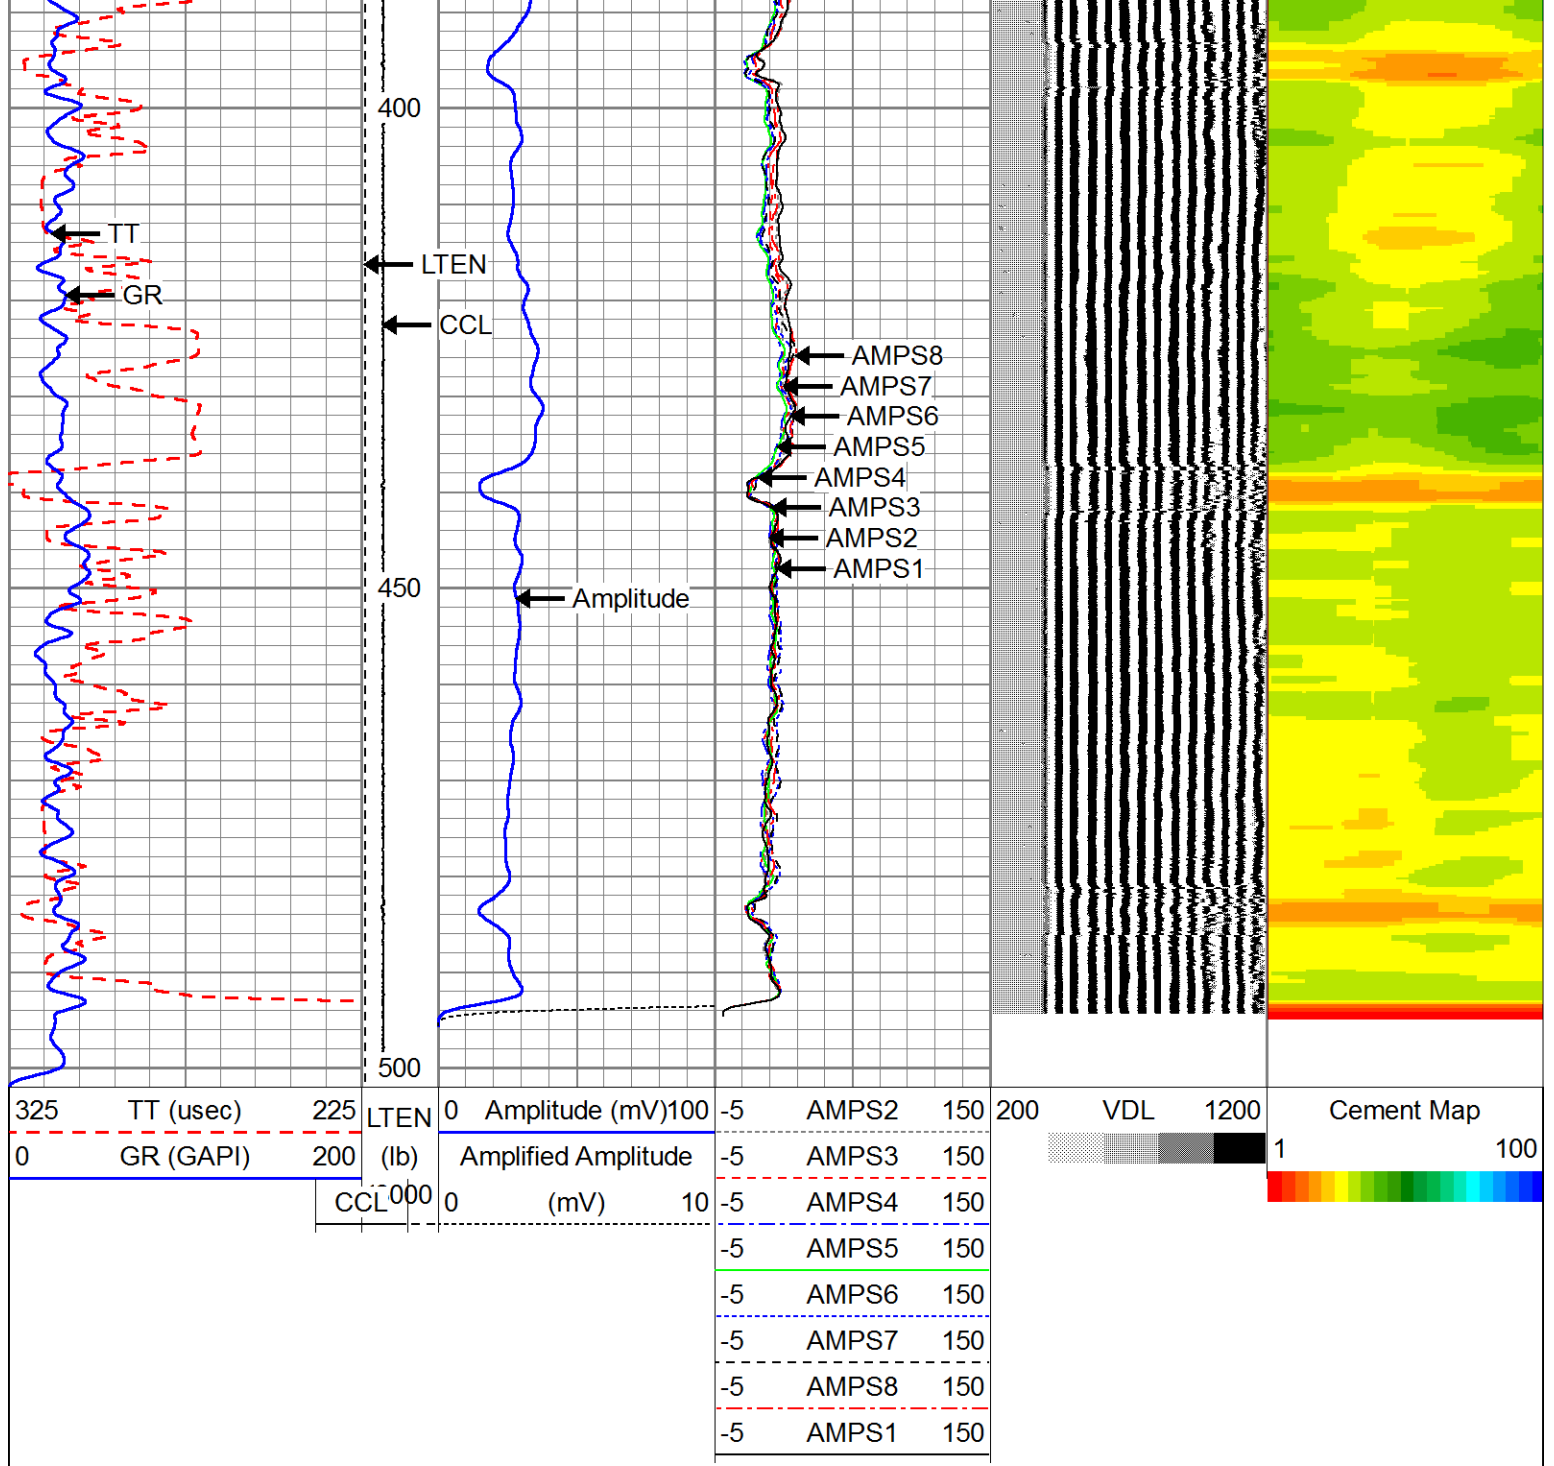 400
TT
LTEN
GR
CCL
AMPS8
AMPS7
AMPS6
AMPS5
AMPS4
AMPS3
AMPS2
AMPS1
450
Amplitude
500
325 TT (usec) 225
0 GR (GAPI) 200
LTEN
(lb)
000
CCL
0 Amplitude (mV) 100
Amplified Amplitude
0 (mV) 10
-5 AMPS2 150
-5 AMPS3 150
-5 AMPS4 150
-5 AMPS5 150
-5 AMPS6 150
-5 AMPS7 150
-5 AMPS8 150
-5 AMPS1 150
200 VDL 1200
Cement Map
1 100